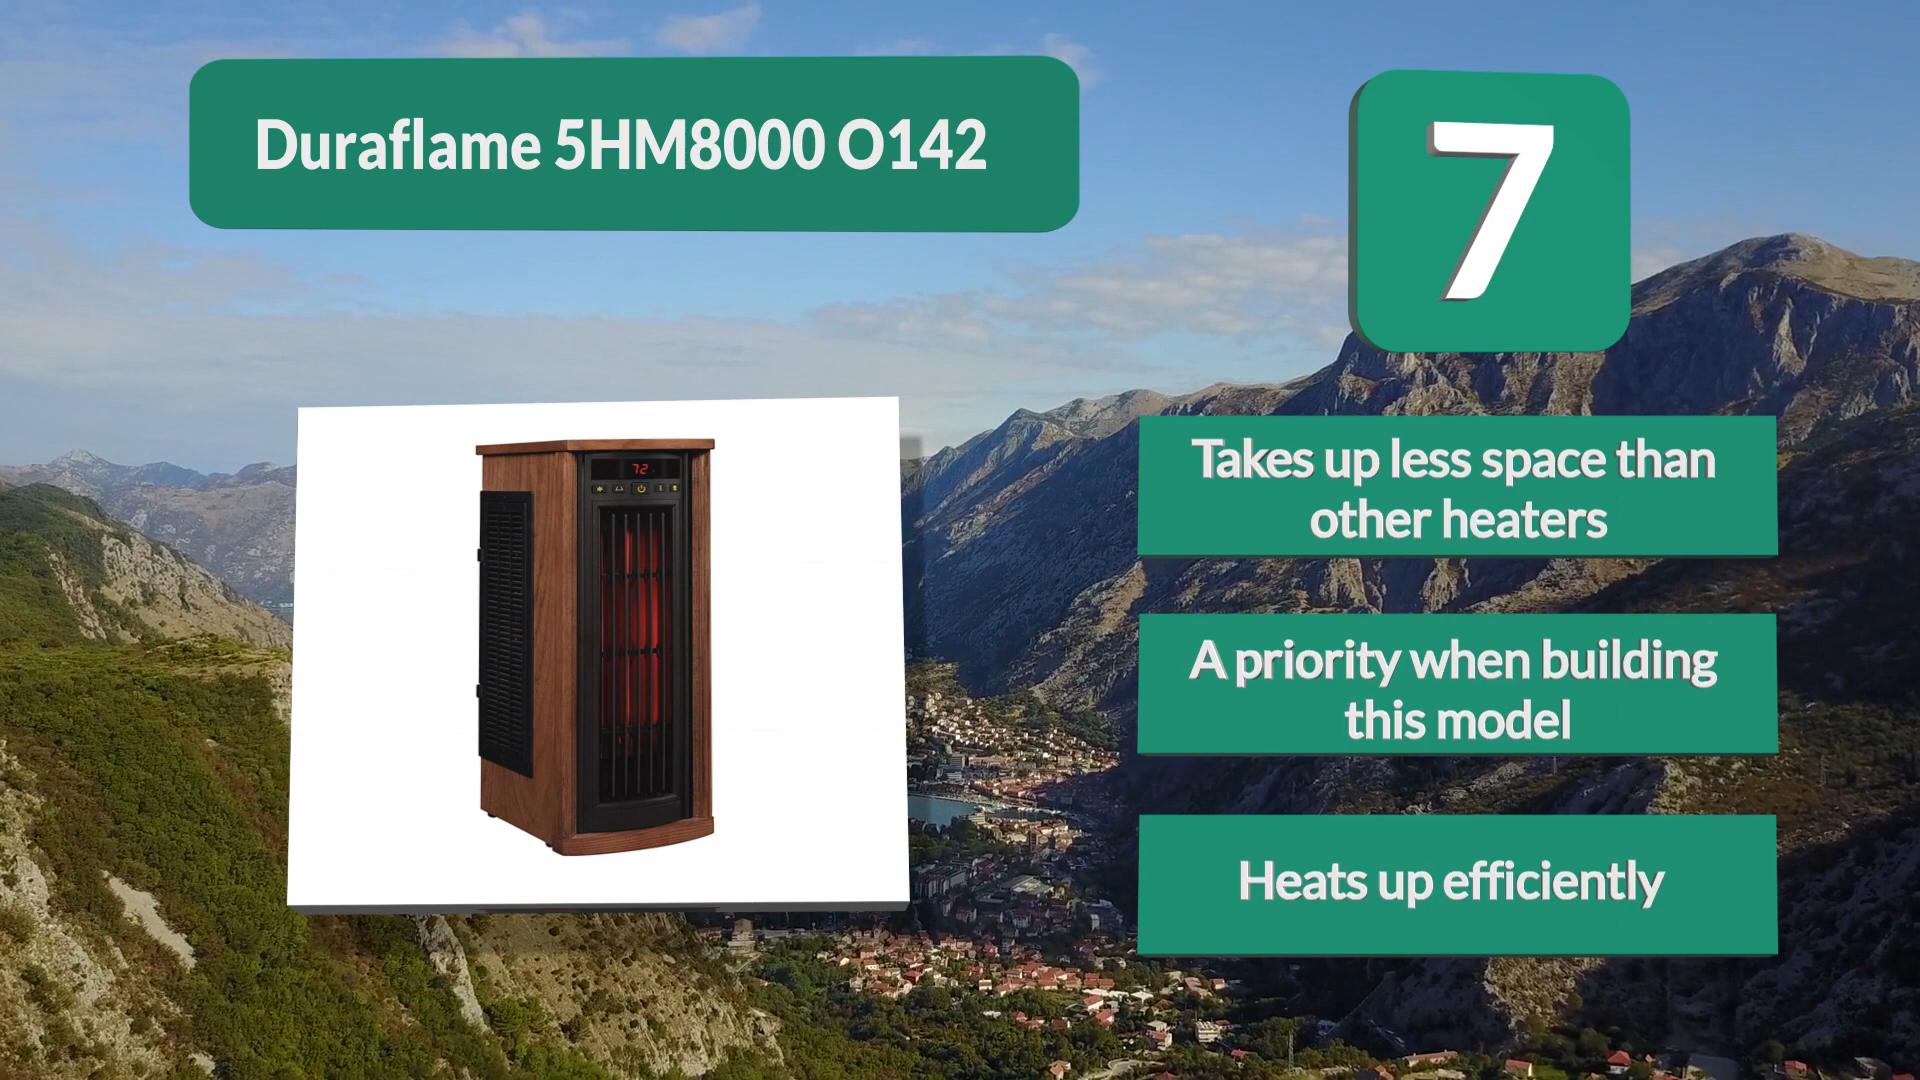 Duraflame 5HM8000 O142
7
72
Takes up less space than
other heaters
A priority when building
this model
Heats up efficiently